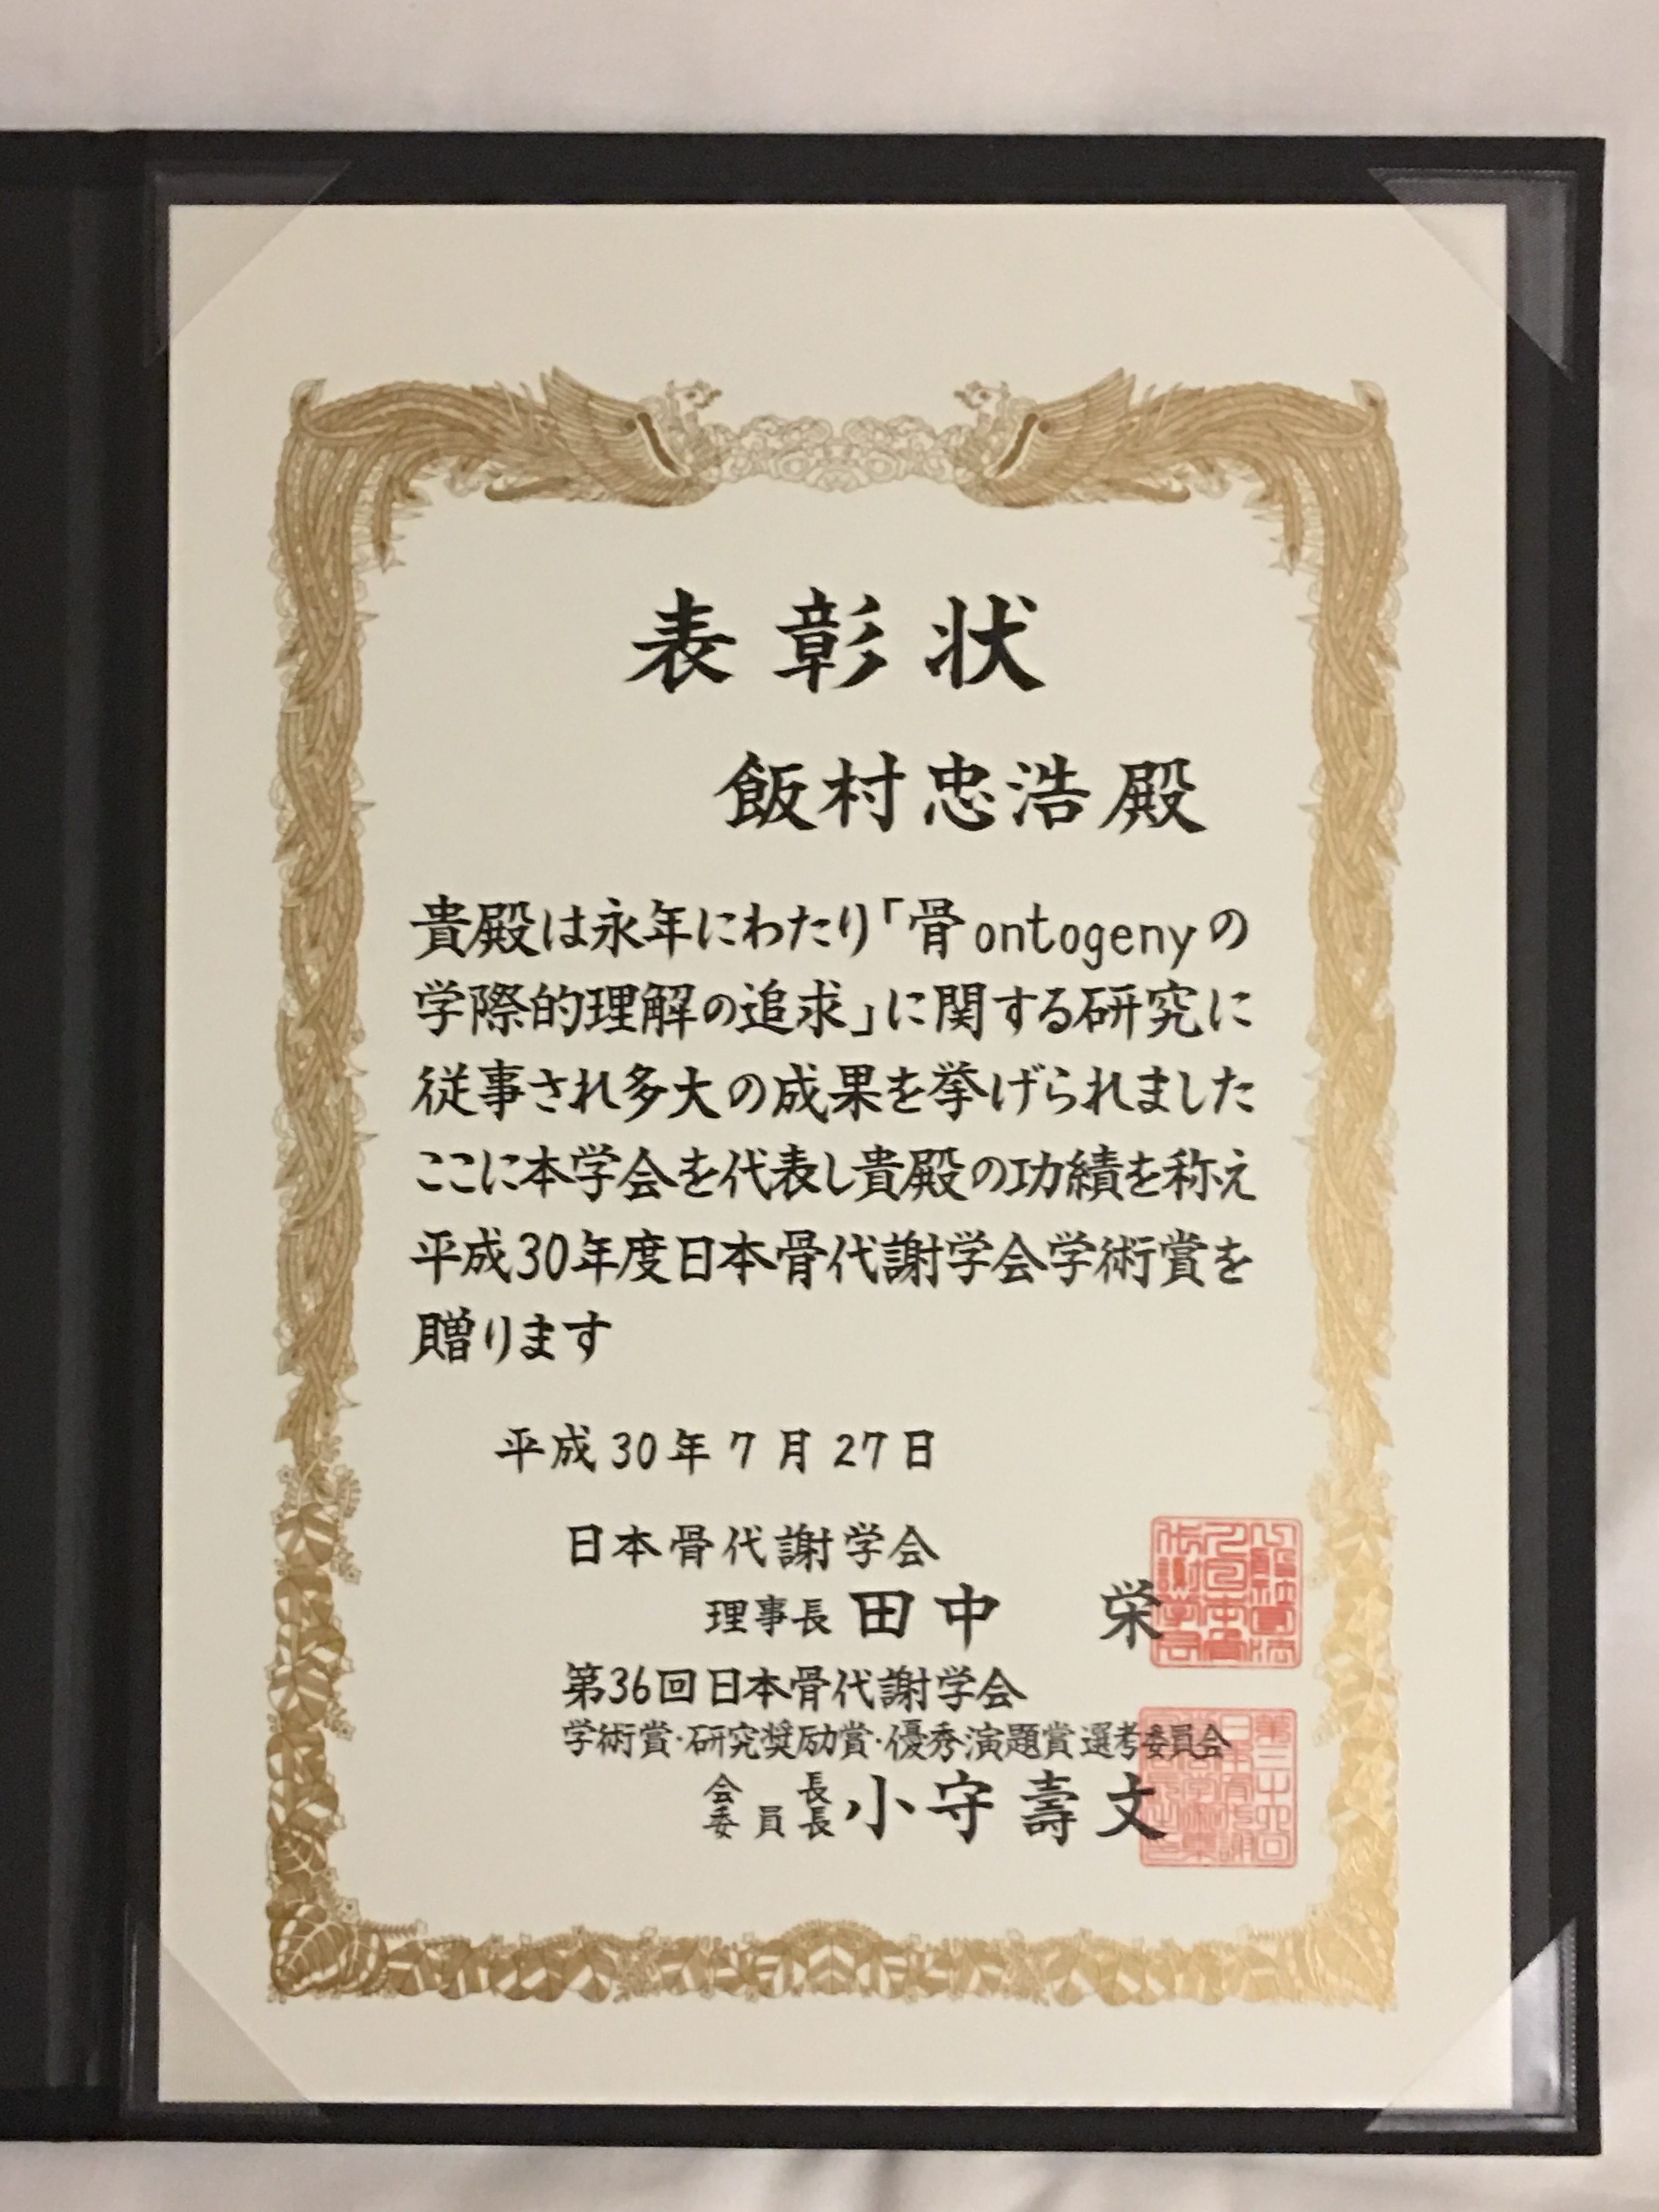 表彰状
飯村忠浩殿
貴殿は永年にわたり「骨ontogenyの
学際的理解の追求」に関する研究に
従事され多大の成果を挙げられました
ここに本学会を代表し貴殿の功績を称え
平成30年度日本骨代謝学会学術賞を
贈ります
平成30年7月27日
日本骨代謝学会
理事長 田中 栄
第36回日本骨代謝学会
学術賞・研究奨励賞・優秀演題賞選考委員会
会長
委員長 小守壽文